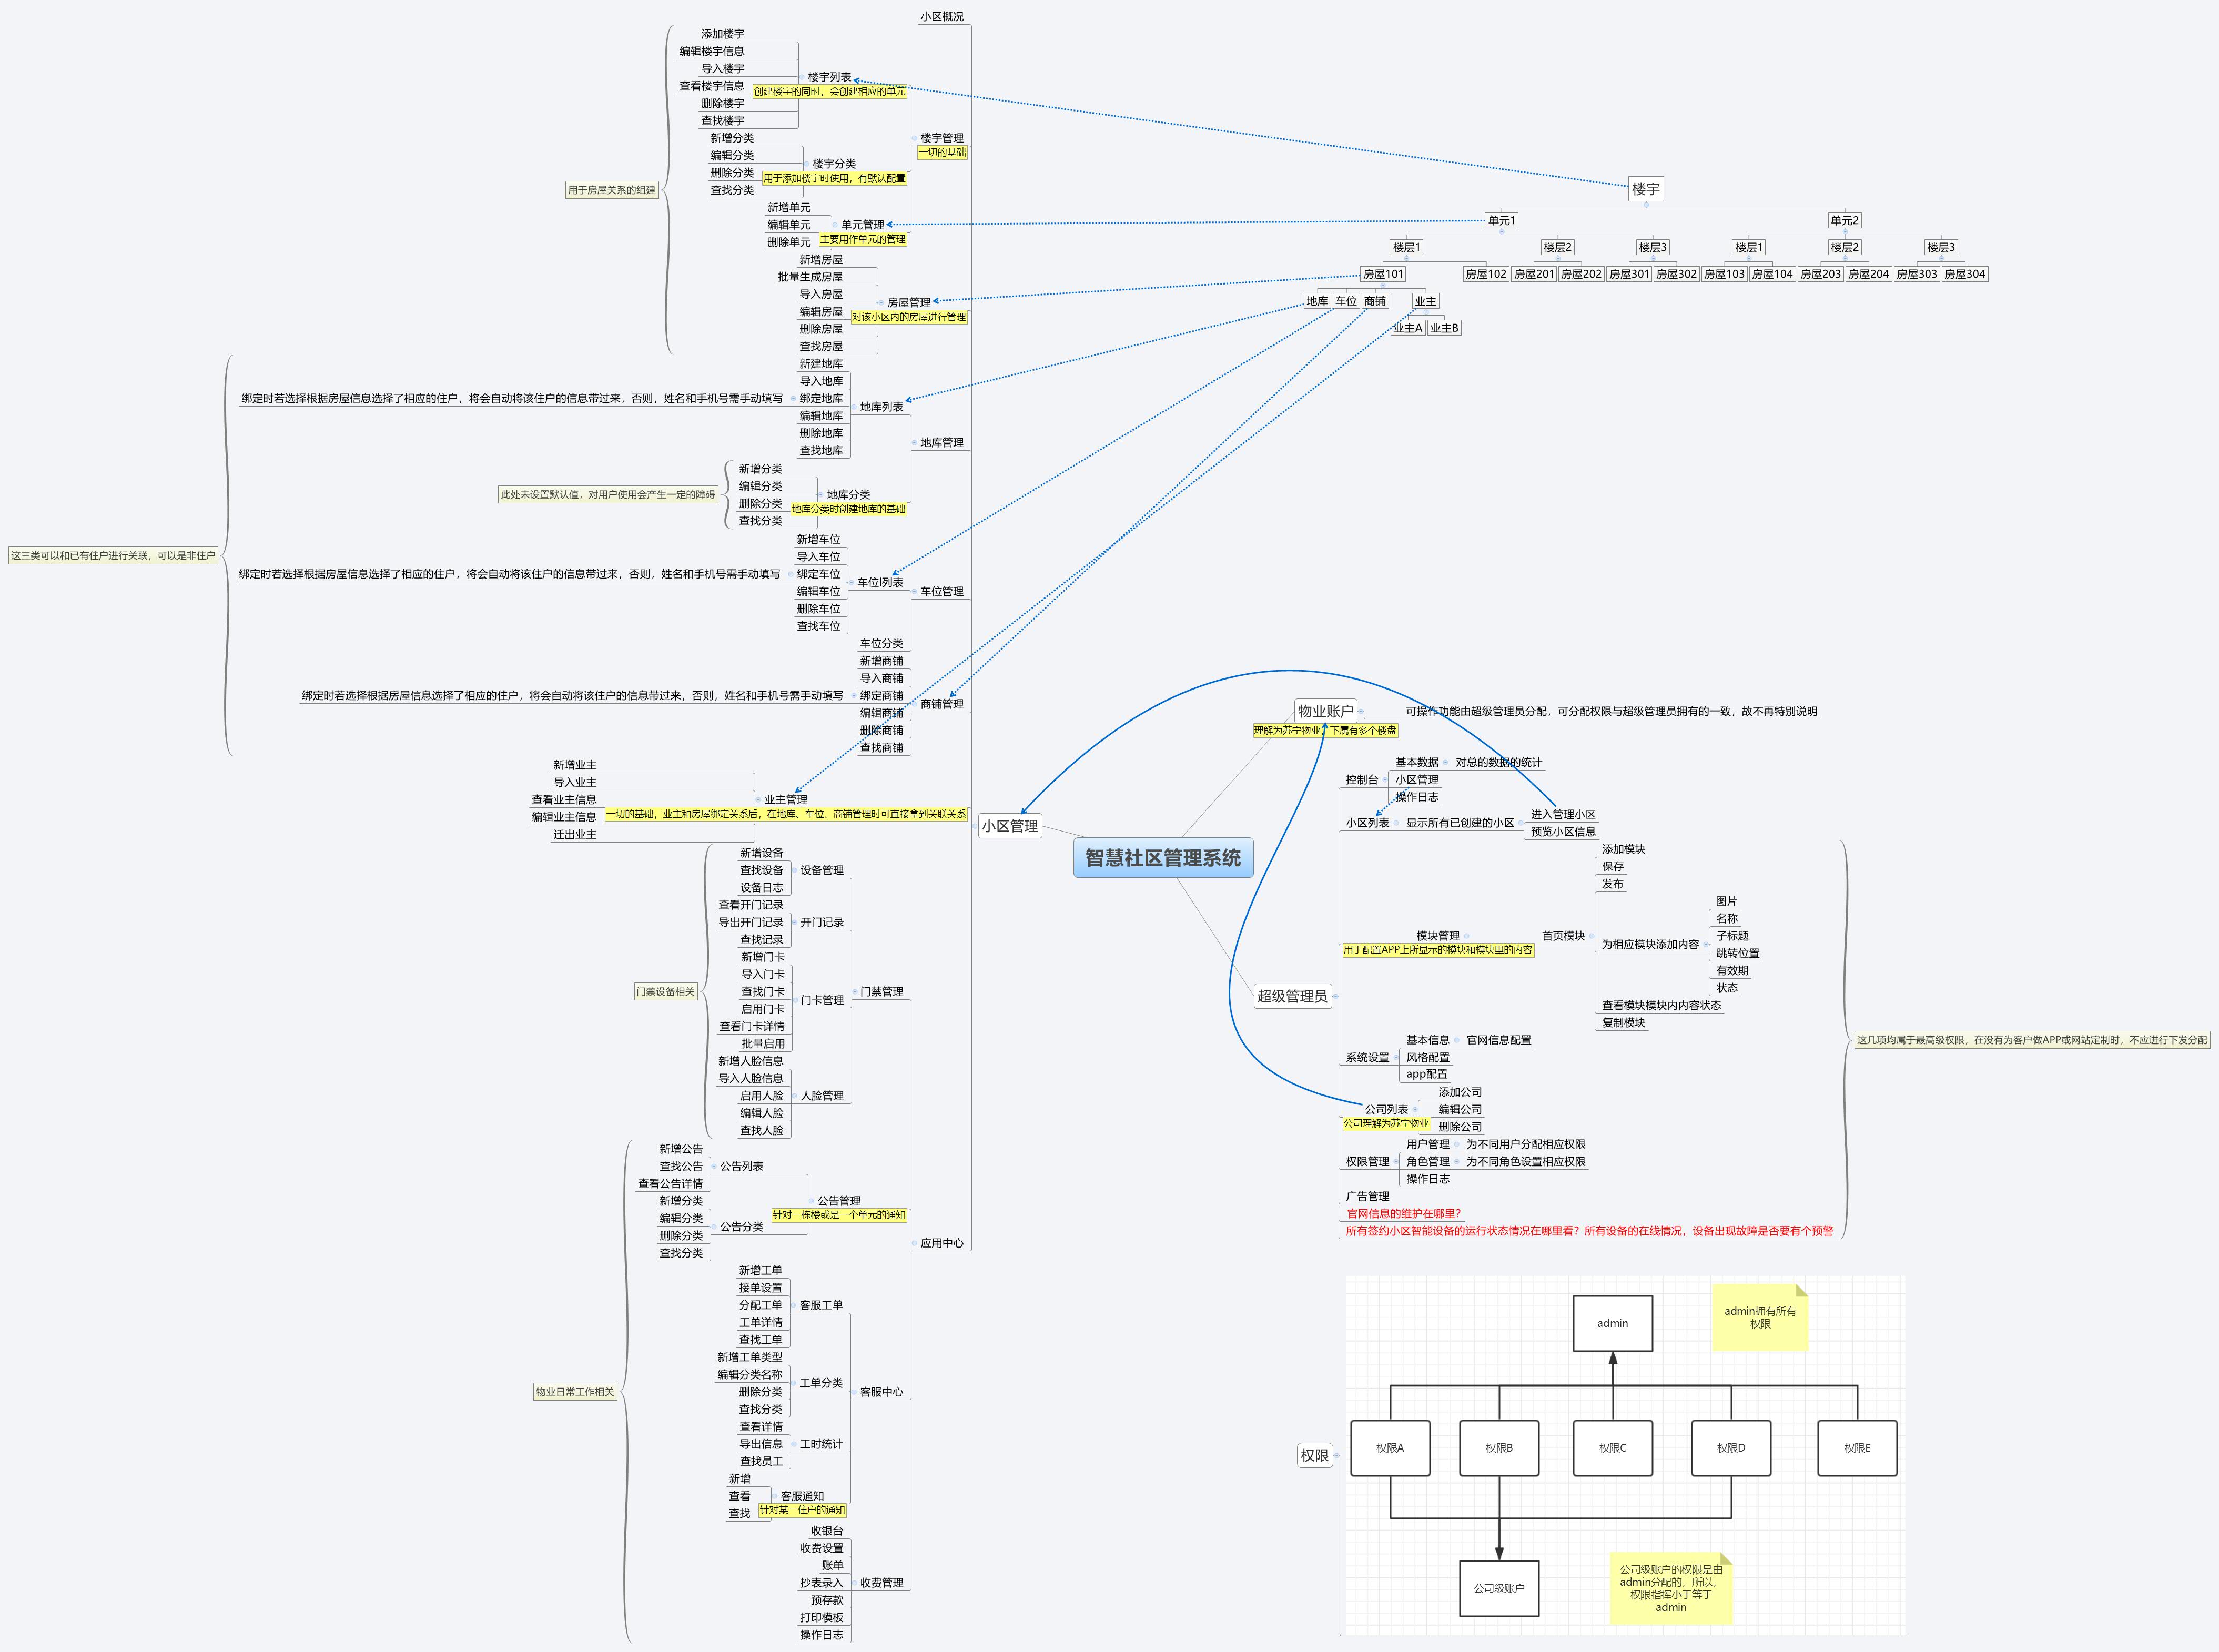 小区概况
添加楼宇
编辑楼宇信息
导入楼宇
查看楼宇信息
删除楼宇
查找楼宇
楼宇列表
创建楼宇的同时，会创建相应的单元
新增分类
编辑分类
删除分类
查找分类
楼宇分类
用于添加楼宇时使用，有默认配置
新增单元
编辑单元
删除单元
单元管理
主要用作单元的管理
楼宇管理
一切的基础
用于房屋关系的组建
新增房屋
批量生成房屋
导入房屋
编辑房屋
删除房屋
查找房屋
房屋管理
对该小区内的房屋进行管理
新建地库
导入地库
绑定地库
绑定时若选择根据房屋信息选择了相应的住户，将会自动将该住户的信息带过来，否则，姓名和手机号需手动填写
编辑地库
删除地库
查找地库
地库列表
地库管理
新增分类
编辑分类
删除分类
查找分类
地库分类
地库分类时创建地库的基础
此处未设置默认值，对用户使用会产生一定的障碍
这三类可以和已有住户进行关联，可以是非住户
新增车位
导入车位
绑定车位
绑定时若选择根据房屋信息选择了相应的住户，将会自动将该住户的信息带过来，否则，姓名和手机号需手动填写
编辑车位
删除车位
查找车位
车位l列表
车位管理
车位分类
新增商铺
导入商铺
绑定商铺
绑定时若选择根据房屋信息选择了相应的住户，将会自动将该住户的信息带过来，否则，姓名和手机号需手动填写
编辑商铺
删除商铺
查找商铺
商铺管理
新增业主
导入业主
查看业主信息
编辑业主信息
迁出业主
业主管理
一切的基础，业主和房屋绑定关系后，在地库、车位、商铺管理时可直接拿到关联关系
小区管理
智慧社区管理系统
新增设备
查找设备
设备日志
设备管理
查看开门记录
导出开门记录
查找记录
开门记录
新增门卡
导入门卡
查找门卡
启用门卡
查看门卡详情
批量启用
门卡管理
门禁管理
门禁设备相关
新增人脸信息
导入人脸信息
启用人脸
编辑人脸
查找人脸
人脸管理
新增公告
查找公告
查看公告详情
公告列表
新增分类
编辑分类
删除分类
查找分类
公告分类
公告管理
针对一栋楼或是一个单元的通知
应用中心
新增工单
接单设置
分配工单
工单详情
查找工单
客服工单
新增工单类型
编辑分类名称
删除分类
查找分类
工单分类
客服中心
物业日常工作相关
查看详情
导出信息
查找员工
工时统计
新增
查看
查找
客服通知
针对某一住户的通知
收银台
收费设置
账单
抄表录入
预存款
打印模板
操作日志
收费管理
楼宇
单元1
单元2
楼层1
楼层2
楼层3
楼层1
楼层2
楼层3
房屋101
房屋102
房屋201
房屋202
房屋301
房屋302
房屋103
房屋104
房屋203
房屋204
房屋303
房屋304
地库
车位
商铺
业主
业主A
业主B
物业账户
理解为苏宁物业，下属有多个楼盘
可操作功能由超级管理员分配，可分配权限与超级管理员拥有的一致，故不再特别说明
超级管理员
控制台
基本数据
对总的数据的统计
小区管理
操作日志
小区列表
显示所有已创建的小区
进入管理小区
预览小区信息
模块管理
用于配置APP上所显示的模块和模块里的内容
首页模块
添加模块
保存
发布
为相应模块添加内容
图片
名称
子标题
跳转位置
有效期
状态
查看模块模块内内容状态
复制模块
系统设置
基本信息
官网信息配置
风格配置
app配置
公司列表
公司理解为苏宁物业
添加公司
编辑公司
删除公司
权限管理
用户管理
为不同用户分配相应权限
角色管理
为不同角色设置相应权限
操作日志
广告管理
官网信息的维护在哪里？
所有签约小区智能设备的运行状态情况在哪里看？所有设备的在线情况，设备出现故障是否要有个预警
这几项均属于最高级权限，在没有为客户做APP或网站定制时，不应进行下发分配
权限
admin
admin拥有所有
权限
权限A
权限B
权限C
权限D
权限E
公司级账户
公司级账户的权限是由
admin分配的，所以，
权限指挥小于等于
admin